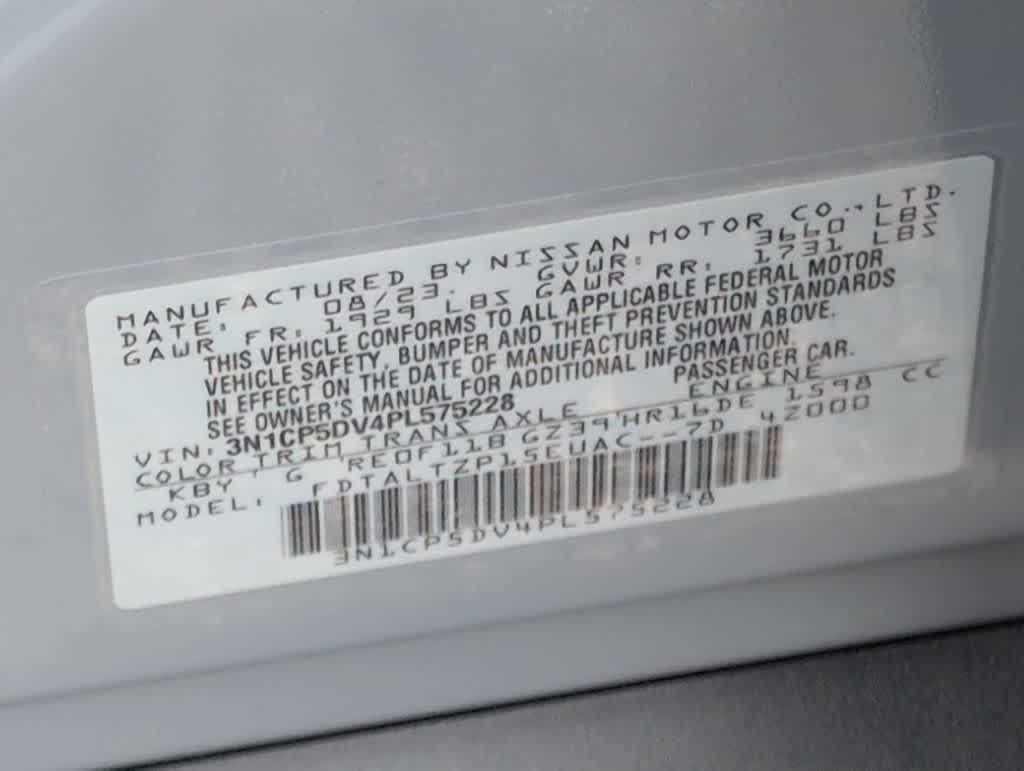 MANUFACTURED BY NISSAN MOTOR CO., LTD.
DATE: 08/23. GVWR: 3660 LBS
GAWR FR: 1929 LBS GAWR RR: 1731 LBS
THIS VEHICLE CONFORMS TO ALL APPLICABLE FEDERAL MOTOR
VEHICLE SAFETY, BUMPER AND THEFT PREVENTION STANDARDS
IN EFFECT ON THE DATE OF MANUFACTURE SHOWN ABOVE.
SEE OWNER'S MANUAL FOR ADDITIONAL INFORMATION.
VIN: 3N1CP5DV4PL575228 PASSENGER CAR.
COLOR TRIM TRANS AXLE ENGINE
KBY G RE0F11B GZ39 HR16DE 1598 CC
MODEL: FDTALTZP15EUAC--7D 4Z000
3N1CP5DV4PL575228